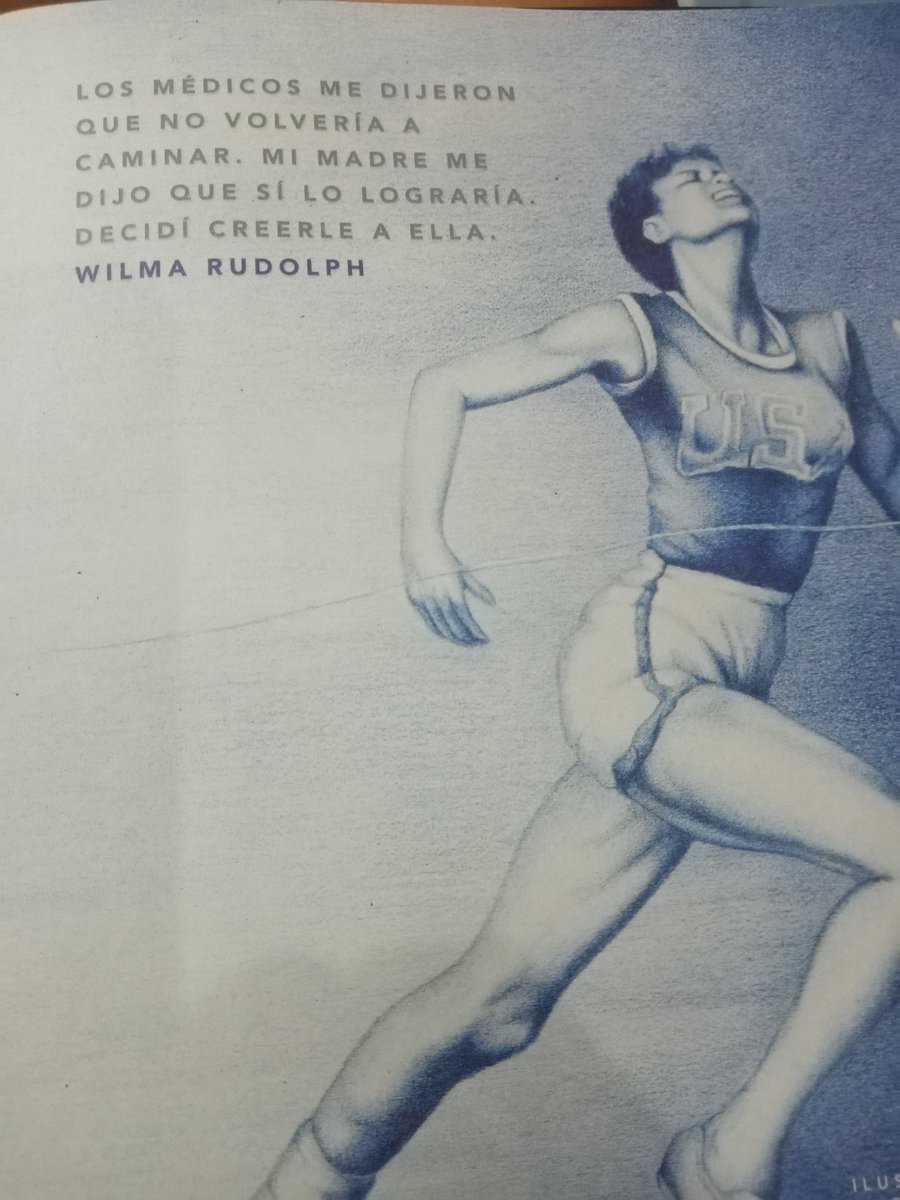 LOS MÉDICOS ME DIJERON
QUE NO VOLVERÍA A
CAMINAR. MI MADRE ME
DIJO QUE SÍ LO LOGRARÍA.
DECIDÍ CREERLE A ELLA.
WILMA RUDOLPH
US